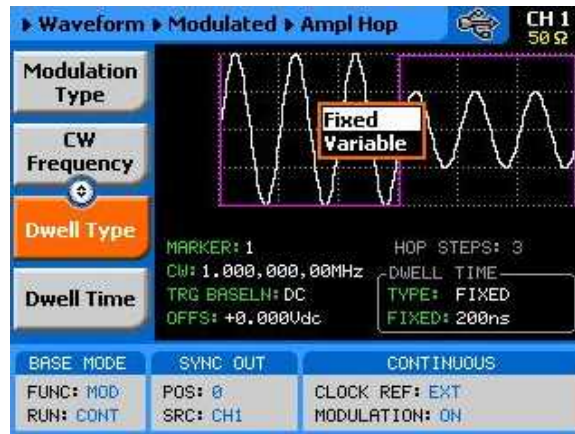 Waveform ▸ Modulated ▸ Ampl Hop
CH 1
50 Ω
Modulation
Type
CW
Frequency
Dwell Type
Dwell Time
Fixed
Variable
MARKER: 1
HOP STEPS: 3
CW: 1.000,000,00MHz
TRG BASELN: DC
OFFS: +0.000Vdc
DWELL TIME
TYPE: FIXED
FIXED: 200ns
BASE MODE
FUNC: MOD
RUN: CONT
SYNC OUT
POS: 0
SRC: CH1
CONTINUOUS
CLOCK REF: EXT
MODULATION: ON